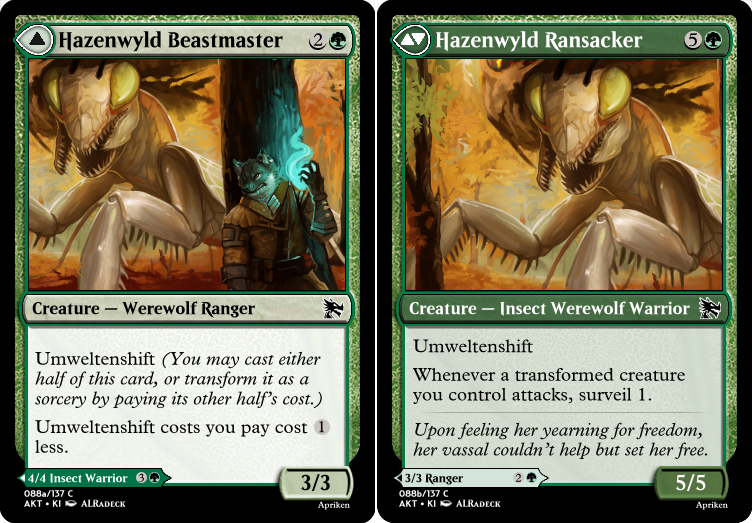 Hazenwyld Beastmaster 2
Creature — Werewolf Ranger
Umweltenshift (You may cast either
half of this card, or transform it as a
sorcery by paying its other half's cost.)
Umweltenshift costs you pay cost 1
less.
4/4 Insect Warrior 3
3/3
088a/137 C
AKT • KI ALRADECK
Apriken
Hazenwyld Ransacker 5
Creature — Insect Werewolf Warrior
Umweltenshift
Whenever a transformed creature
you control attacks, surveil 1.
Upon feeling her yearning for freedom,
her vassal couldn't help but set her free.
3/3 Ranger 2
5/5
088b/137 C
AKT • KI ALRADECK
Apriken